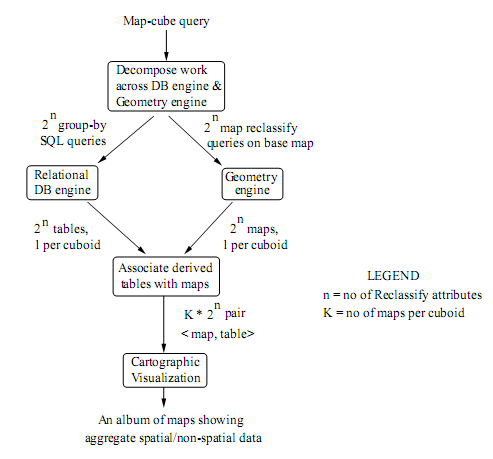 Map-cube query
Decompose work
across DB engine &
Geometry engine
2^n group-by
SQL queries
2^n map reclassify
queries on base map
Relational
DB engine
Geometry
engine
2^n tables,
1 per cuboid
2^n maps,
1 per cuboid
Associate derived
tables with maps
LEGEND
n = no of Reclassify attributes
K = no of maps per cuboid
K * 2^n pair
< map, table>
Cartographic
Visualization
An album of maps showing
aggregate spatial/non-spatial data